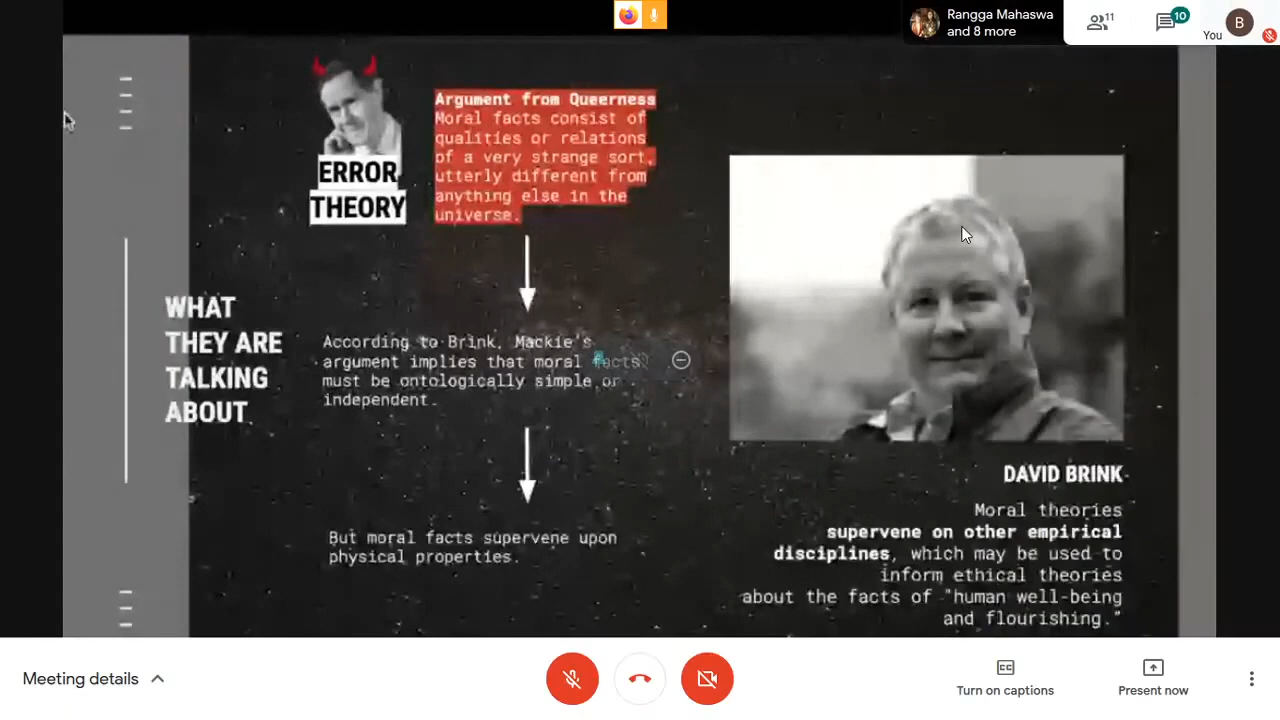 Rangga Mahaswa
and 8 more
11
10
You
B
ERROR
THEORY
Argument from Queerness
Moral facts consist of
qualities or relations
of a very strange sort,
utterly different from
anything else in the
universe.
WHAT
THEY ARE
TALKING
ABOUT
According to Brink, Mackie's
argument implies that moral facts
must be ontologically simple or
independent.
But moral facts supervene upon
physical properties.
DAVID BRINK
Moral theories
supervene on other empirical
disciplines, which may be used to
inform ethical theories
about the facts of "human well-being
and flourishing."
Meeting details
CC
Turn on captions
Present now